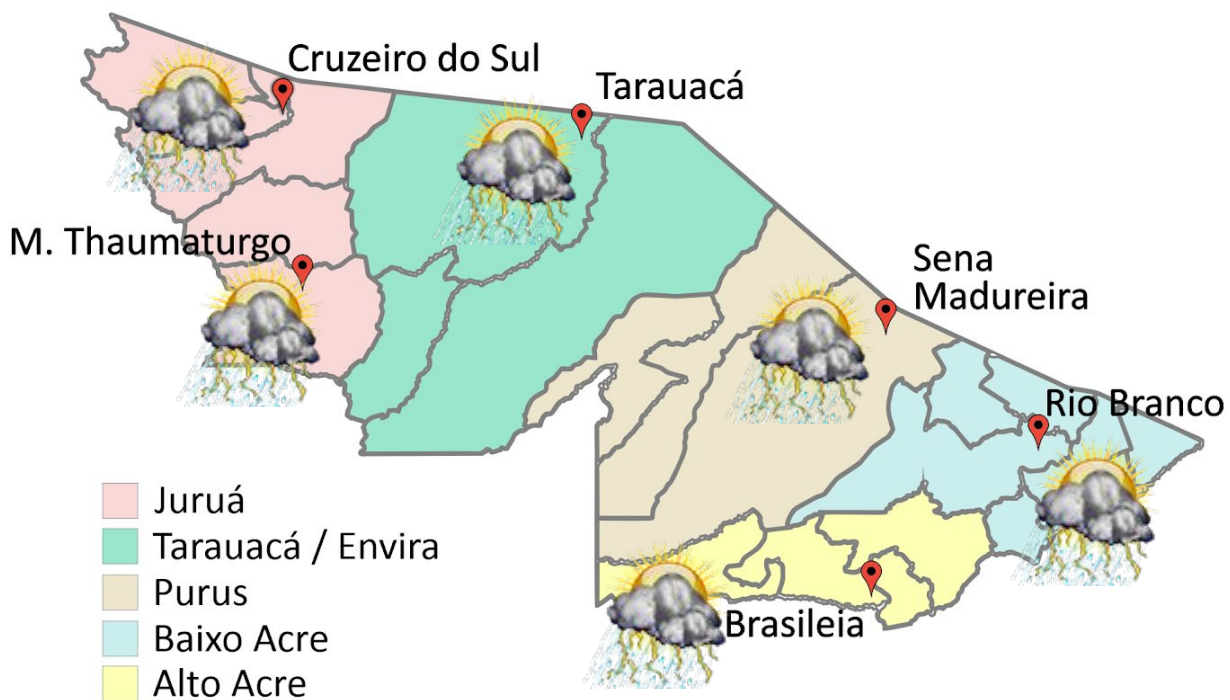 Cruzeiro do Sul
Tarauacá
M. Thaumaturgo
Sena
Madureira
Rio Branco
Brasileia
Juruá
Tarauacá / Envira
Purus
Baixo Acre
Alto Acre